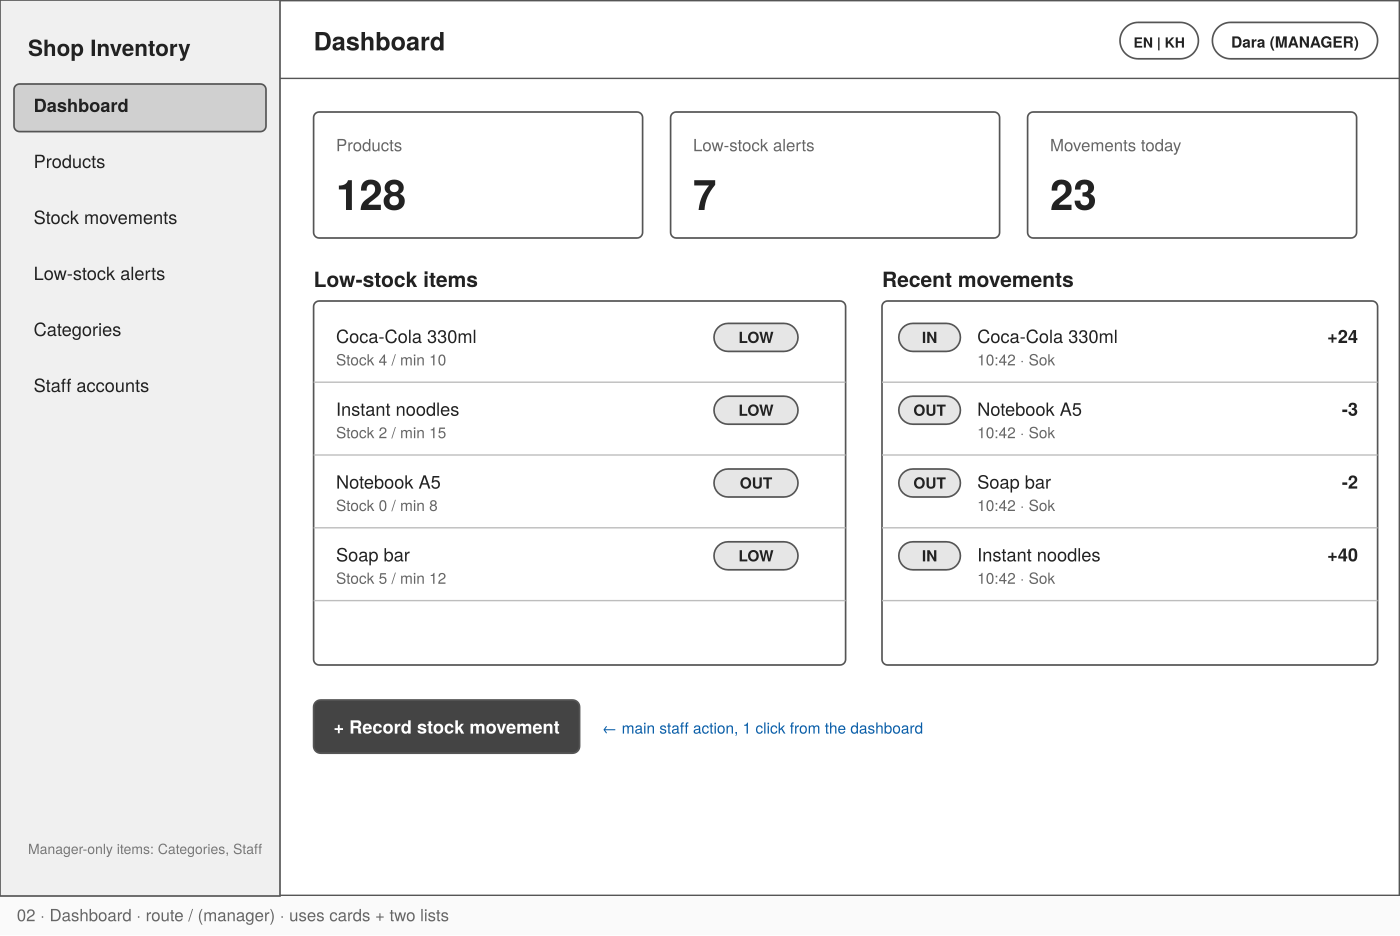 Shop Inventory
Dashboard
Products
Stock movements
Low-stock alerts
Categories
Staff accounts
Manager-only items: Categories, Staff
Dashboard
EN | KH
Dara (MANAGER)
Products
128
Low-stock alerts
7
Movements today
23
Low-stock items
Coca-Cola 330ml
LOW
Stock 4 / min 10
Instant noodles
LOW
Stock 2 / min 15
Notebook A5
OUT
Stock 0 / min 8
Soap bar
LOW
Stock 5 / min 12
Recent movements
IN Coca-Cola 330ml +24
10:42 · Sok
OUT Notebook A5 -3
10:42 · Sok
OUT Soap bar -2
10:42 · Sok
IN Instant noodles +40
10:42 · Sok
+ Record stock movement
← main staff action, 1 click from the dashboard
02 · Dashboard · route / (manager) · uses cards + two lists